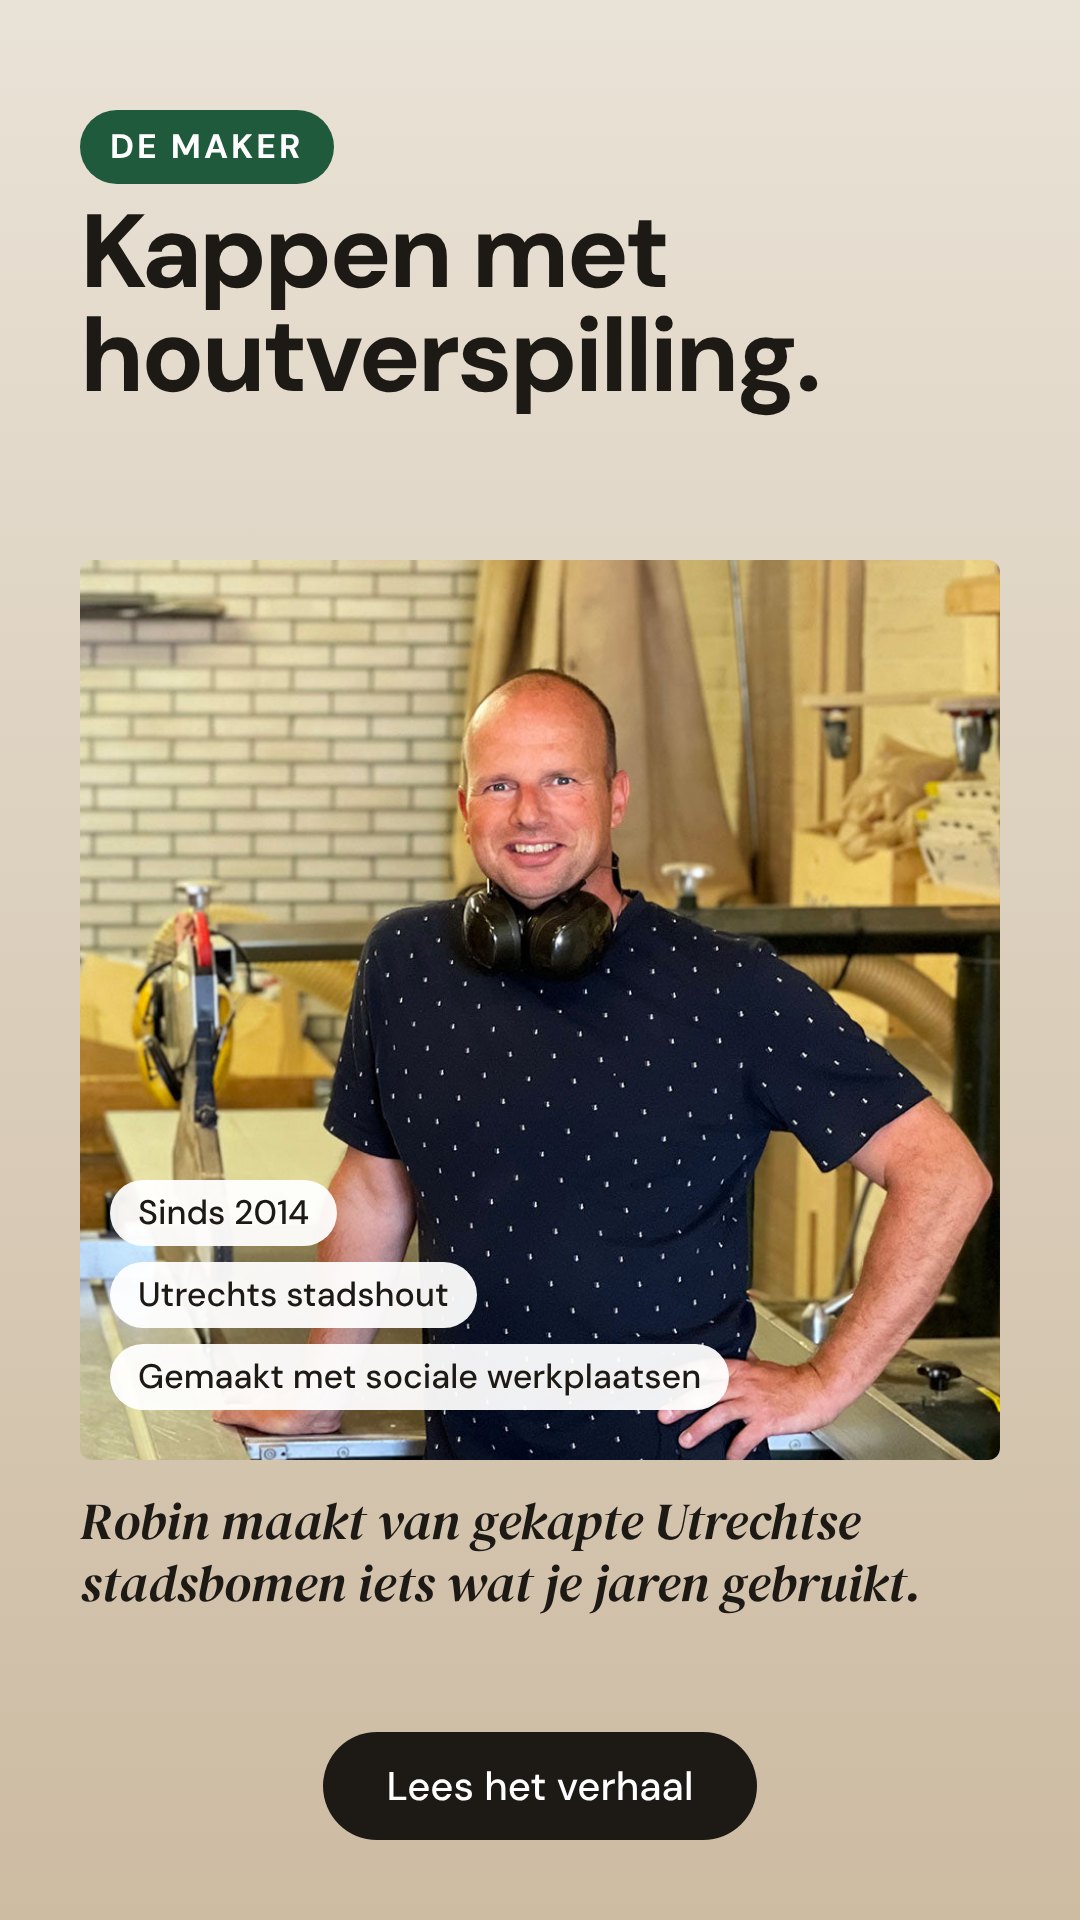 DE MAKER
Kappen met
houtverspilling.
Sinds 2014
Utrechts stadshout
Gemaakt met sociale werkplaatsen
Robin maakt van gekapte Utrechtse
stadsbomen iets wat je jaren gebruikt.
Lees het verhaal